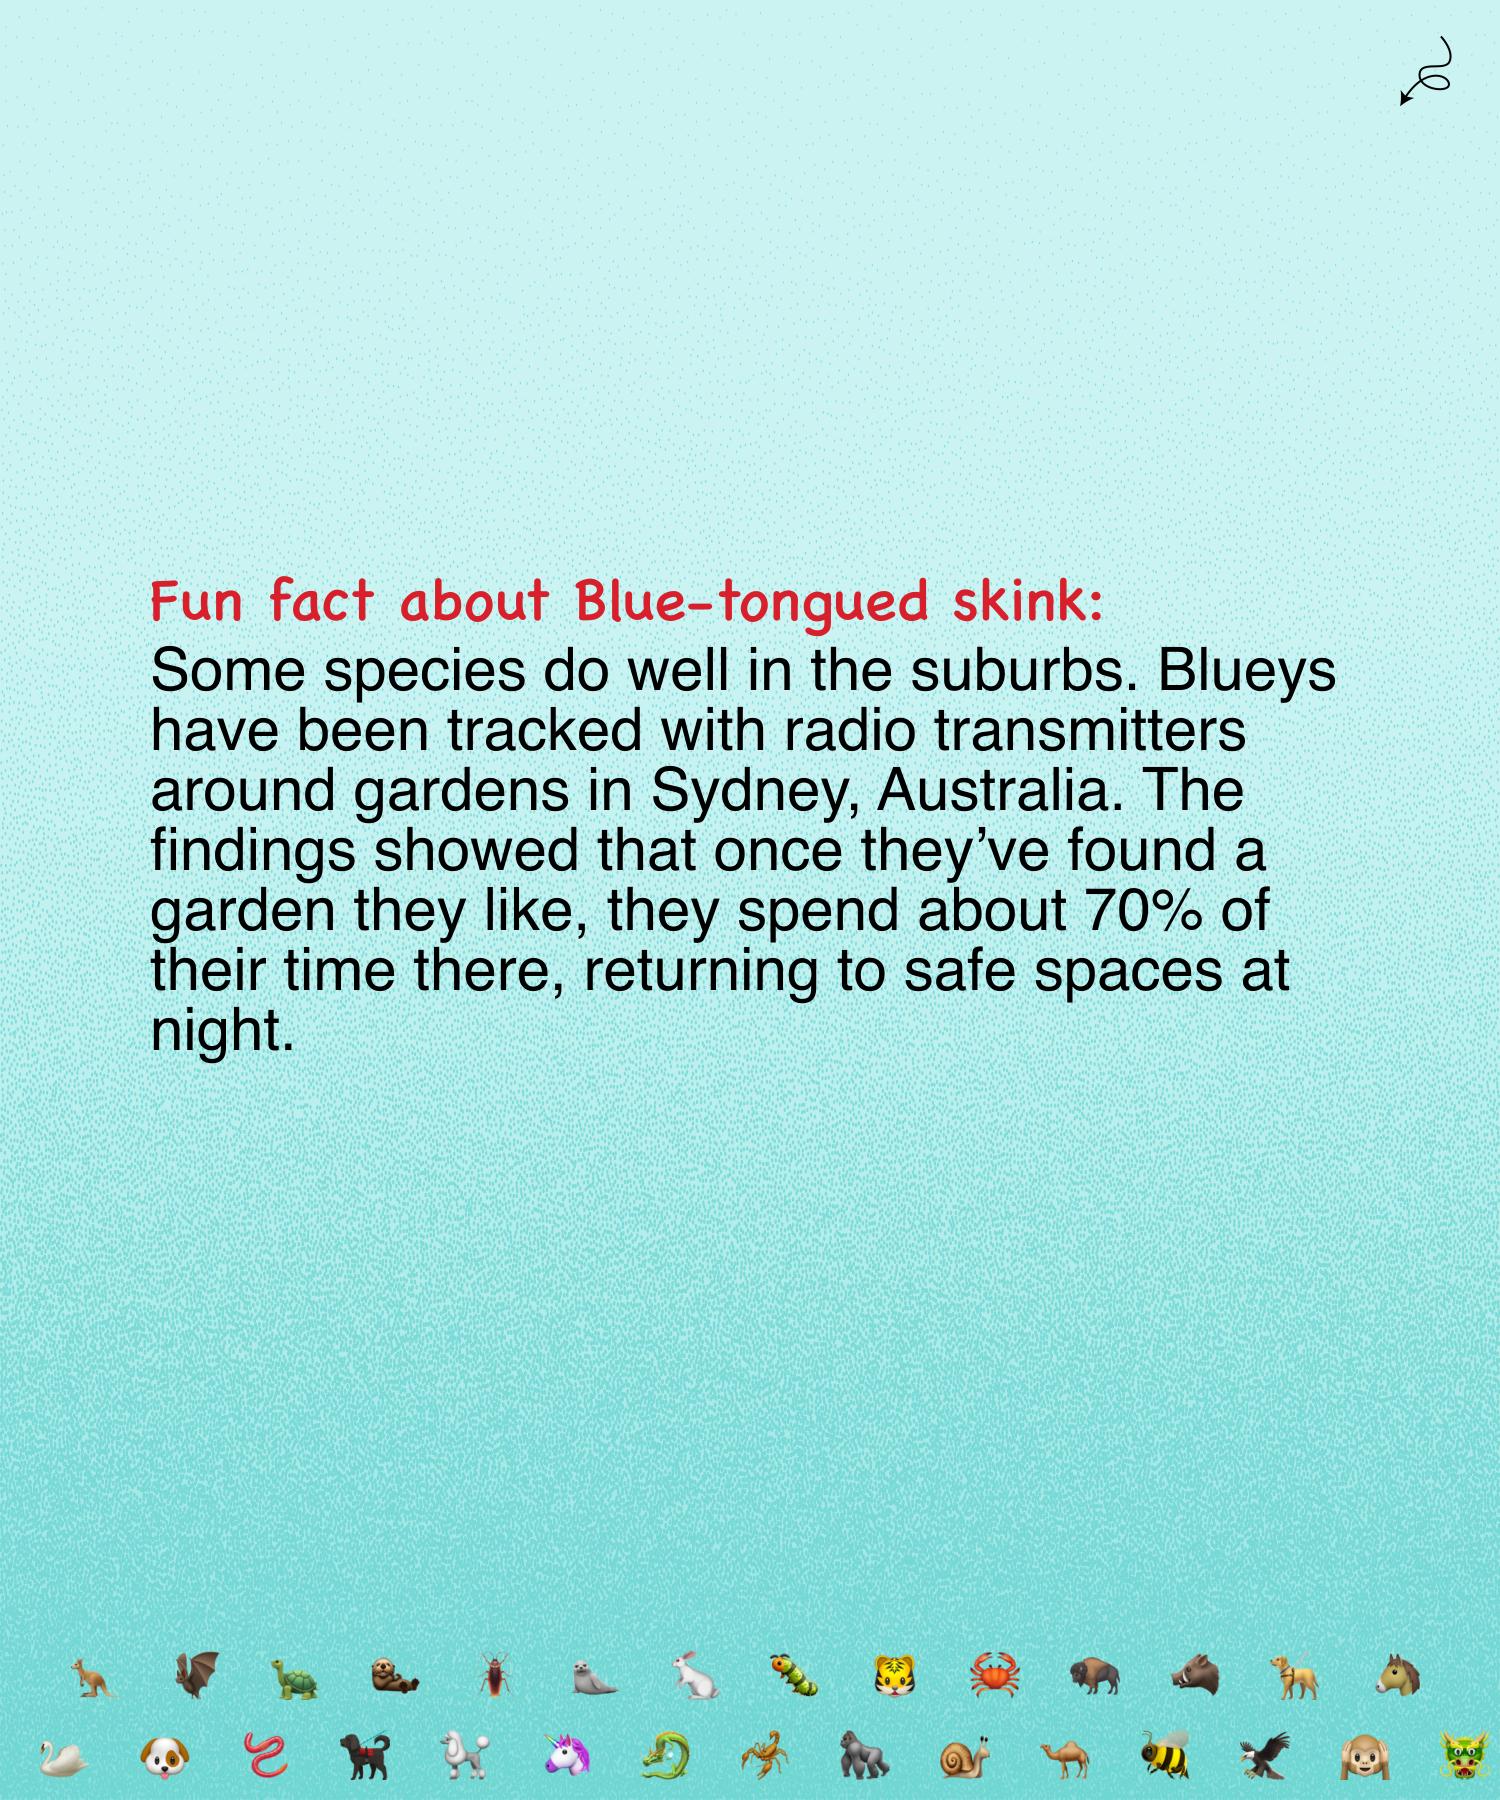 Fun fact about Blue-tongued skink:
Some species do well in the suburbs. Blueys
have been tracked with radio transmitters
around gardens in Sydney, Australia. The
findings showed that once they’ve found a
garden they like, they spend about 70% of
their time there, returning to safe spaces at
night.